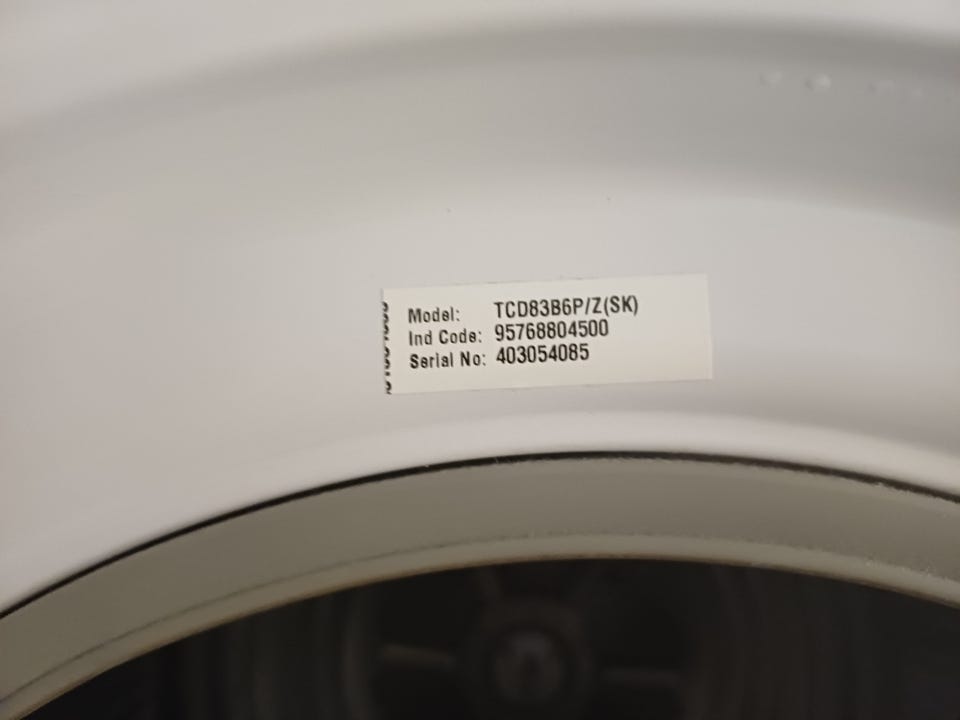 Model: TCD83B6P/Z(SK)
Ind Code: 95768804500
Serial No: 403054085